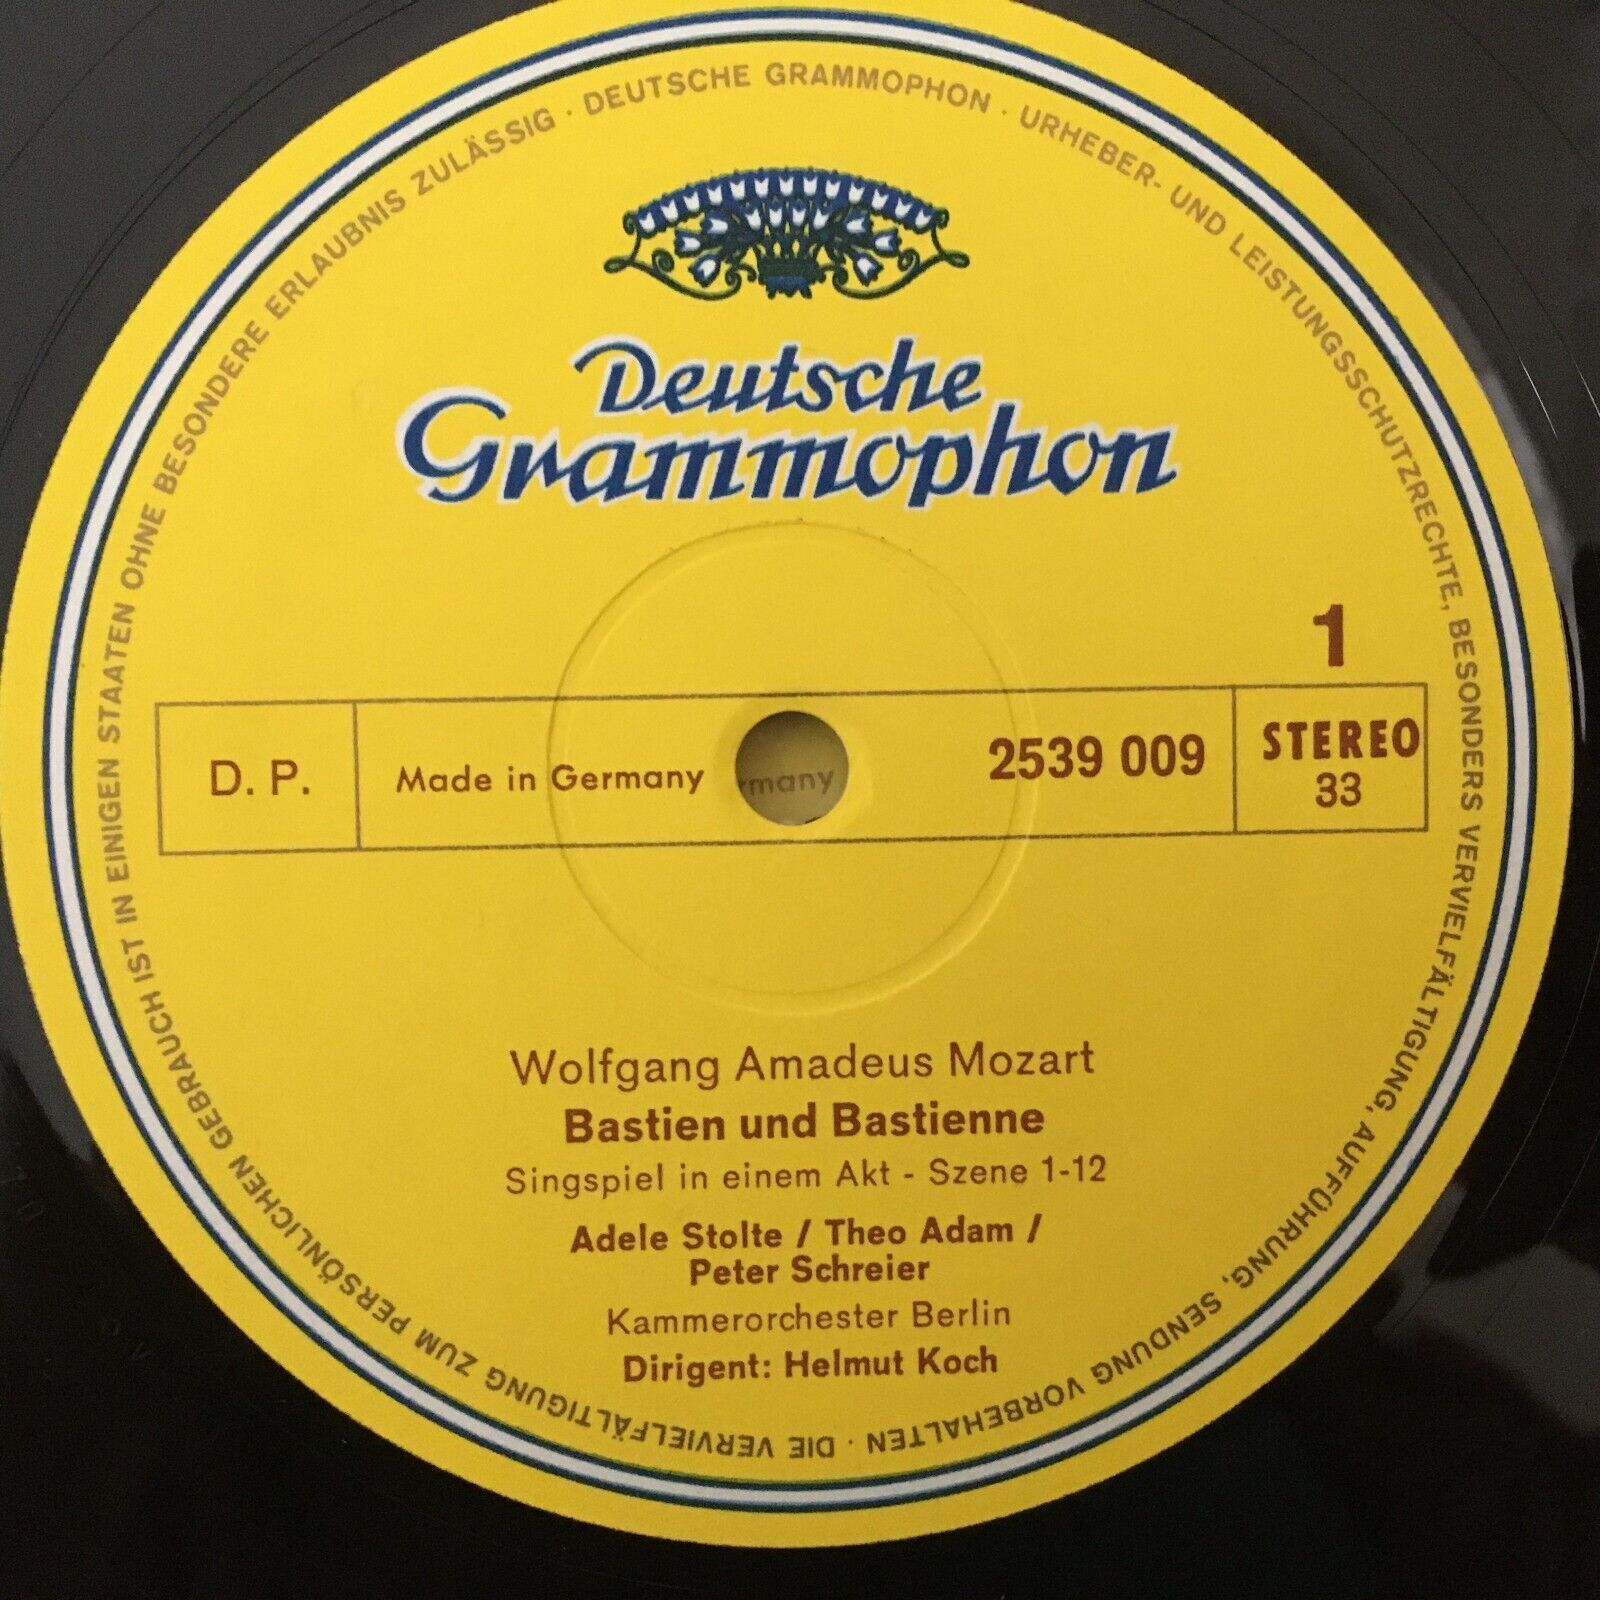 DEUTSCHE GRAMMOPHON · URHEBER- UND LEISTUNGSSCHUTZRECHTE, BESONDERS VERVIELFÄLTIGUNG, AUFFÜHRUNG, SENDUNG VORBEHALTEN · DIE VERVIELFÄLTIGUNG ZUM PERSÖNLICHEN GEBRAUCH IST IN EINIGEN STAATEN OHNE BESONDERE ERLAUBNIS ZULÄSSIG ·
Deutsche
Grammophon
1
D. P.
Made in Germany
rmany
2539 009
STEREO
33
Wolfgang Amadeus Mozart
Bastien und Bastienne
Singspiel in einem Akt - Szene 1-12
Adele Stolte / Theo Adam /
Peter Schreier
Kammerorchester Berlin
Dirigent: Helmut Koch